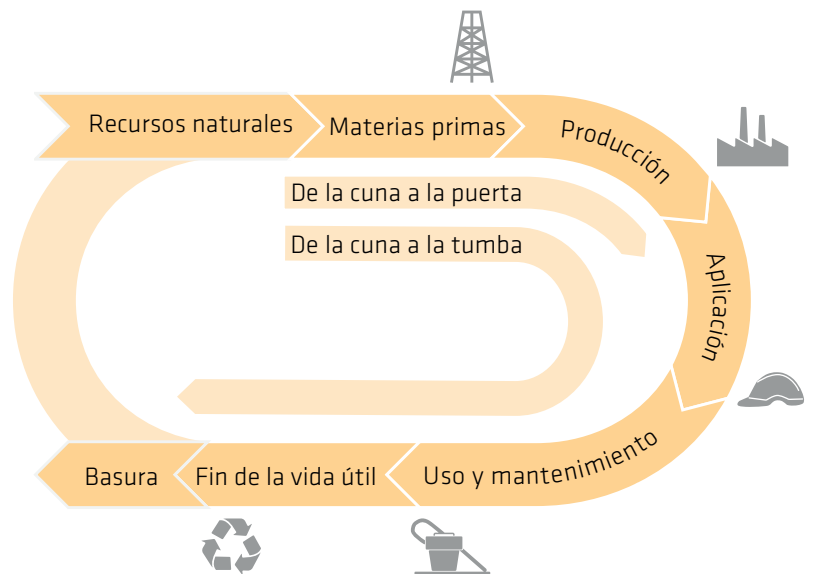 Recursos naturales
Materias primas
Producción
De la cuna a la puerta
De la cuna a la tumba
Aplicación
Uso y mantenimiento
Fin de la vida útil
Basura